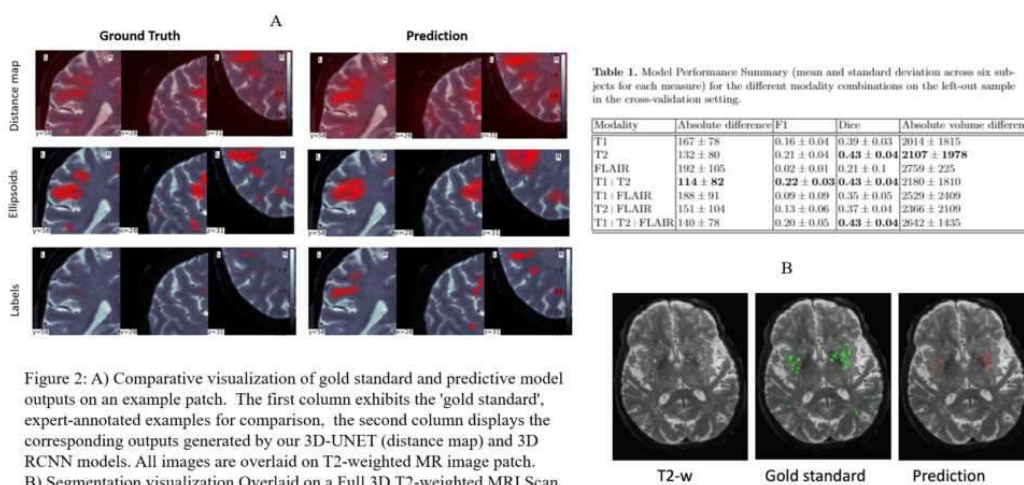 A
Ground Truth
Prediction
Distance map
Ellipsoids
Labels
Figure 2: A) Comparative visualization of gold standard and predictive model
outputs on an example patch. The first column exhibits the 'gold standard',
expert-annotated examples for comparison, the second column displays the
corresponding outputs generated by our 3D-UNET (distance map) and 3D
RCNN models. All images are overlaid on T2-weighted MR image patch.
B) Segmentation visualization Overlaid on a Full 3D T2-weighted MRI Scan
Table 1. Model Performance Summary (mean and standard deviation across six sub-
jects for each measure) for the different modality combinations on the left-out sample
in the cross-validation setting.
Modality Absolute difference F1 Dice Absolute volume differen
T1 167 ± 78 0.16 ± 0.04 0.39 ± 0.03 2014 ± 1815
T2 132 ± 80 0.21 ± 0.04 0.43 ± 0.04 2107 ± 1978
FLAIR 192 ± 105 0.02 ± 0.01 0.21 ± 0.1 2759 ± 225
T1+T2 114 ± 82 0.22 ± 0.03 0.43 ± 0.04 2180 ± 1810
T1+FLAIR 188 ± 91 0.09 ± 0.09 0.35 ± 0.05 2529 ± 2409
T2+FLAIR 151 ± 104 0.13 ± 0.06 0.37 ± 0.04 2366 ± 2109
T1+T2+FLAIR 140 ± 78 0.20 ± 0.05 0.43 ± 0.04 2642 ± 1435
B
T2-w
Gold standard
Prediction